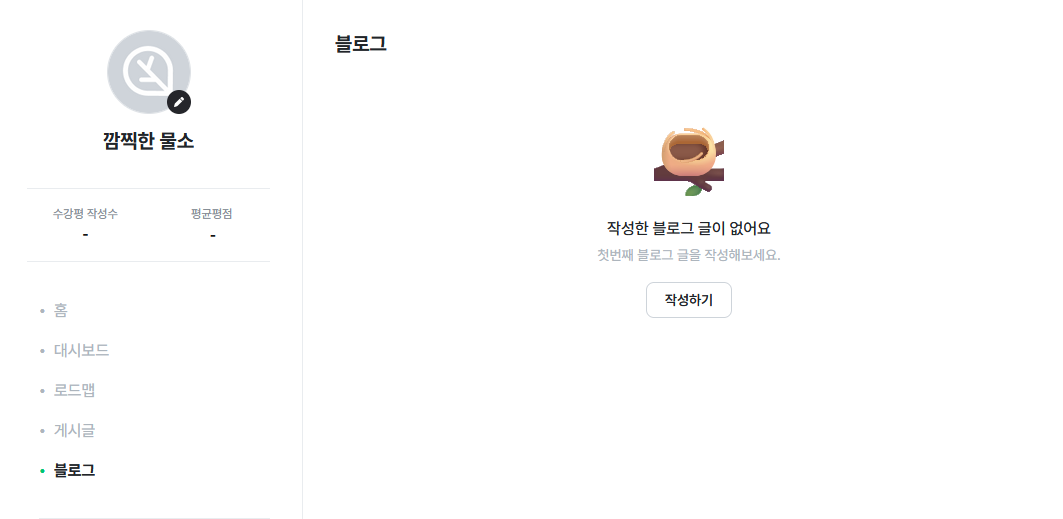 깜찍한 물소
수강평 작성수
-
평균평점
-
홈
대시보드
로드맵
게시글
블로그
블로그
작성한 블로그 글이 없어요
첫번째 블로그 글을 작성해보세요.
작성하기